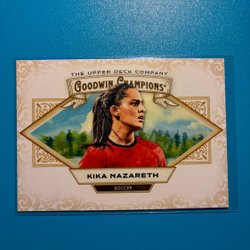 THE UPPER DECK COMPANY
GOODWIN CHAMPIONS
KIKA NAZARETH
SOCCER